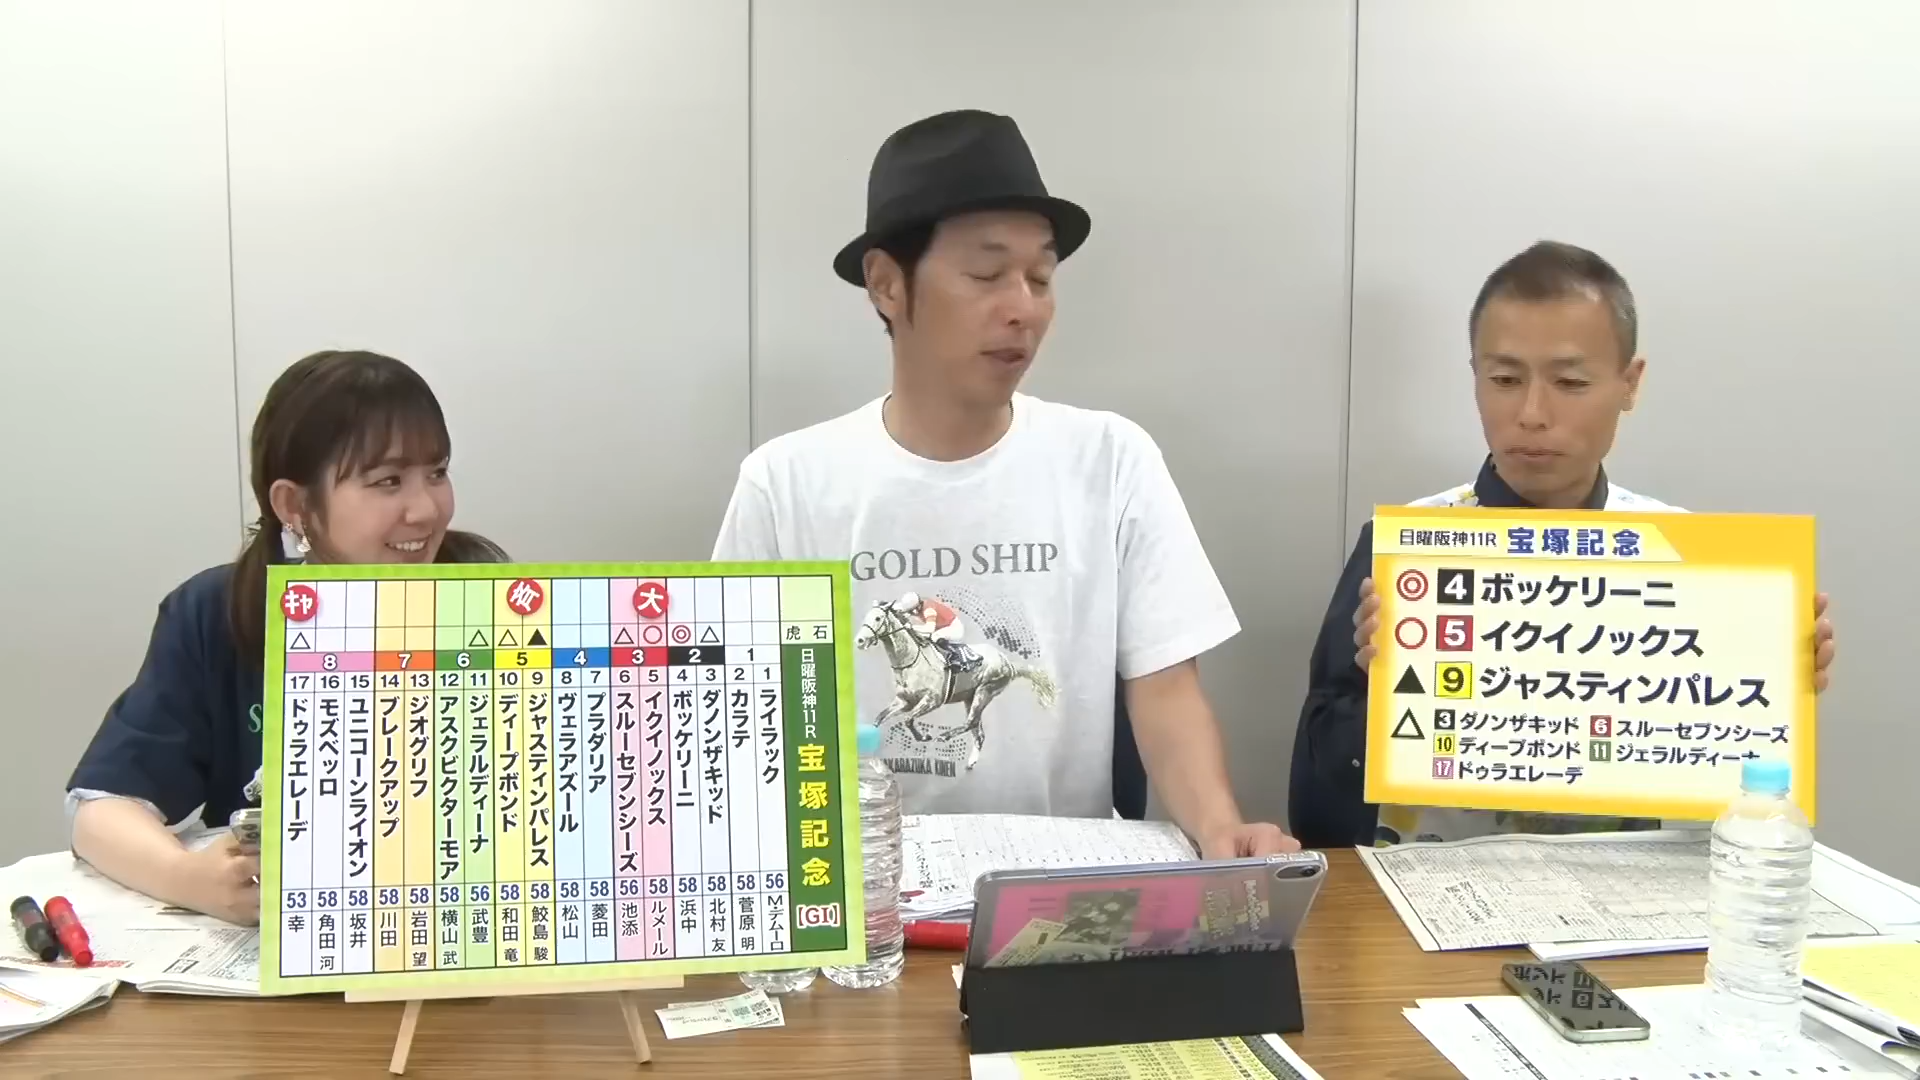 キャ
吉
大
虎石
△ △ △ ▲ △ ○ ◎ △
8 7 6 5 4 3 2 1
17 16 15 14 13 12 11 10 9 8 7 6 5 4 3 2 1
日曜阪神11R
宝塚記念
【GI】
ライラック 56 M・デムーロ
カラテ 58 菅原明
ダノンザキッド 58 北村友
ボッケリーニ 58 浜中
イクイノックス 58 ルメール
スルーセブンシーズ 56 池添
プラダリア 58 菱田
ヴェラアズール 58 松山
ジャスティンパレス 58 鮫島駿
ディープボンド 58 和田竜
ジェラルディーナ 56 武豊
アスクビクターモア 58 横山武
ジオグリフ 58 岩田望
ブレークアップ 58 川田
ユニコーンライオン 58 坂井
モズベッロ 58 角田河
ドゥラエレーデ 53 幸
GOLD SHIP
日曜阪神11R 宝塚記念
◎ 4 ボッケリーニ
○ 5 イクイノックス
▲ 9 ジャスティンパレス
△ 3 ダノンザキッド 6 スルーセブンシーズ
10 ディープボンド 11 ジェラルディーナ
17 ドゥラエレーデ